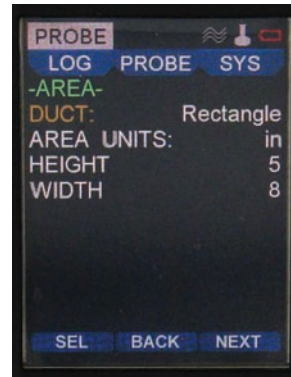 PROBE
LOG PROBE SYS
-AREA-
DUCT: Rectangle
AREA UNITS: in
HEIGHT 5
WIDTH 8
SEL BACK NEXT